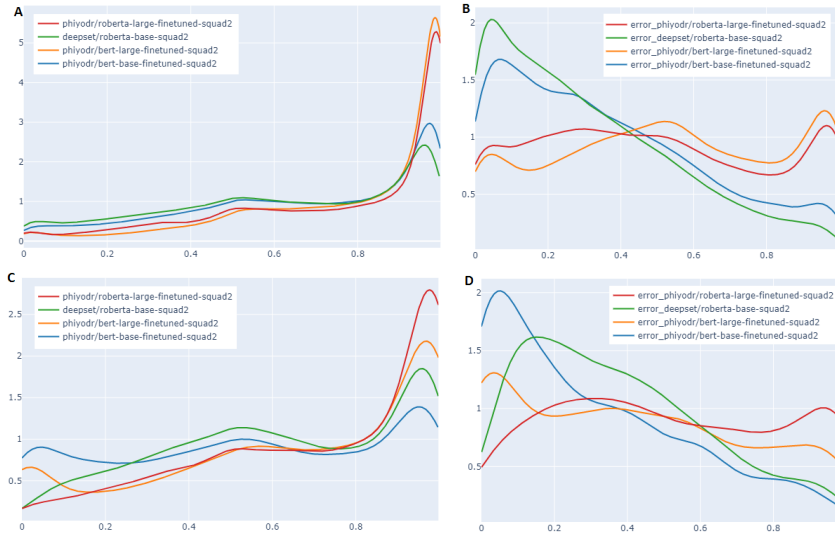 A
phiyodr/roberta-large-finetuned-squad2
deepset/roberta-base-squad2
phiyodr/bert-large-finetuned-squad2
phiyodr/bert-base-finetuned-squad2
5
4
3
2
1
0
0 0.2 0.4 0.6 0.8
B
error_phiyodr/roberta-large-finetuned-squad2
error_deepset/roberta-base-squad2
error_phiyodr/bert-large-finetuned-squad2
error_phiyodr/bert-base-finetuned-squad2
2
1.5
1
0.5
0 0.2 0.4 0.6 0.8
C
phiyodr/roberta-large-finetuned-squad2
deepset/roberta-base-squad2
phiyodr/bert-large-finetuned-squad2
phiyodr/bert-base-finetuned-squad2
2.5
2
1.5
1
0.5
0 0.2 0.4 0.6 0.8
D
error_phiyodr/roberta-large-finetuned-squad2
error_deepset/roberta-base-squad2
error_phiyodr/bert-large-finetuned-squad2
error_phiyodr/bert-base-finetuned-squad2
2
1.5
1
0.5
0 0.2 0.4 0.6 0.8